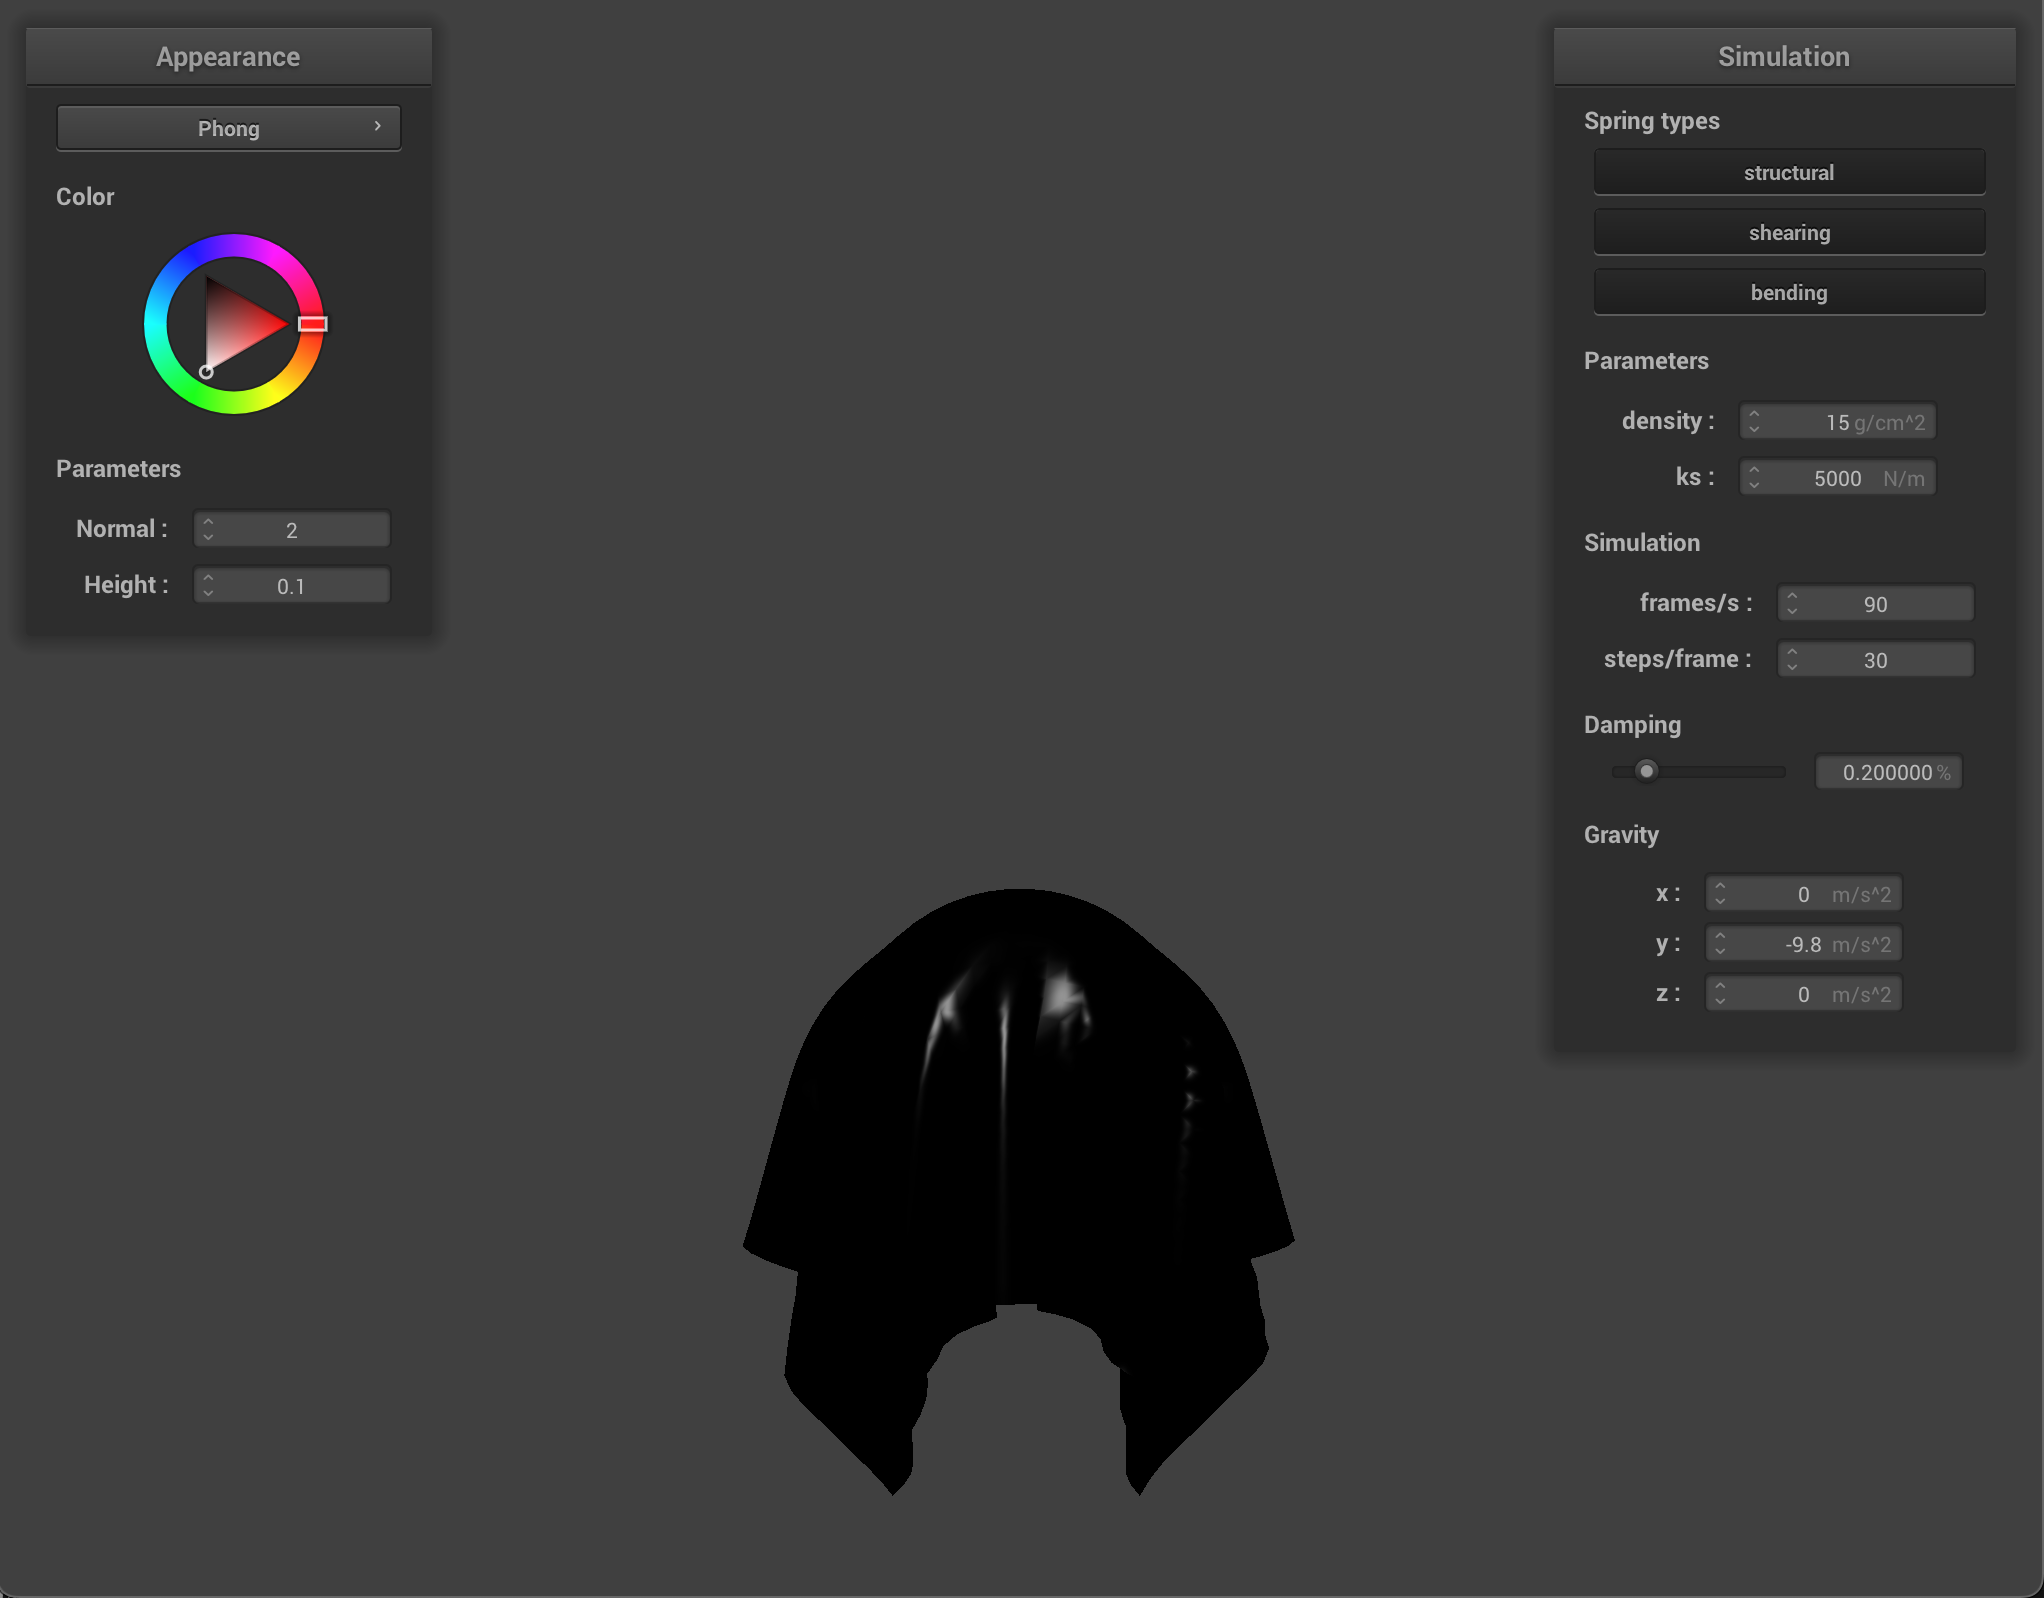 Appearance
Phong
Color
Parameters
Normal : 2
Height : 0.1
Simulation
Spring types
structural
shearing
bending
Parameters
density : 15 g/cm^2
ks : 5000 N/m
Simulation
frames/s : 90
steps/frame : 30
Damping
0.200000 %
Gravity
x : 0 m/s^2
y : -9.8 m/s^2
z : 0 m/s^2